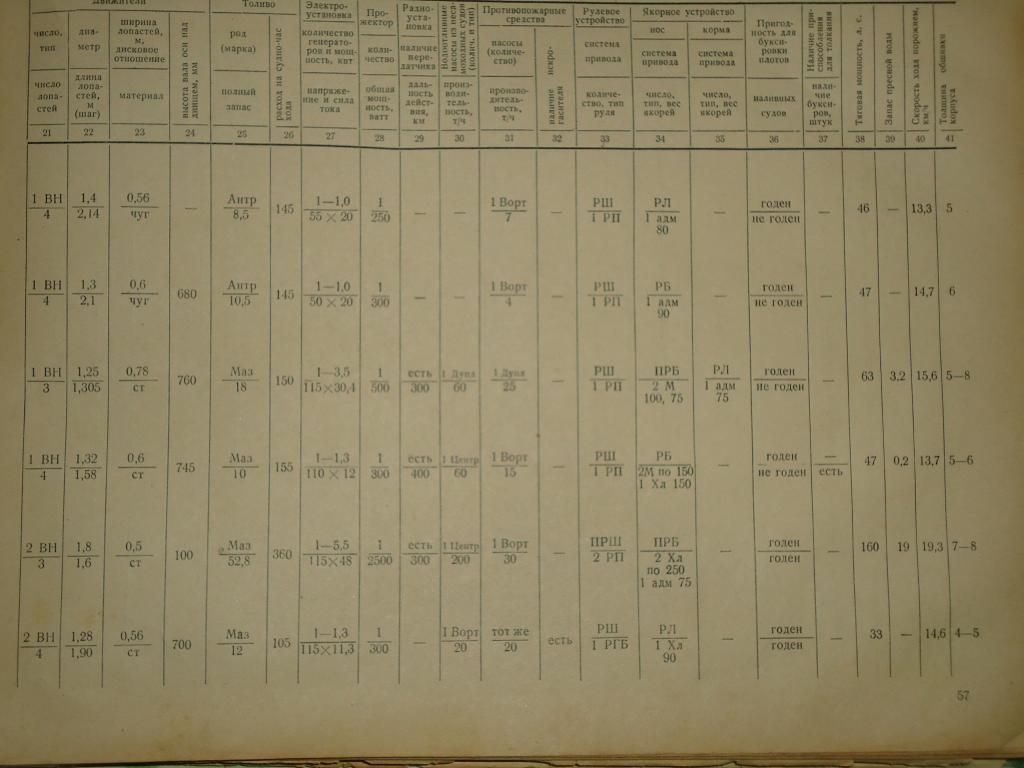 Движители Топливо Электро-установка Прожектор Радиоустановка Водоотливные насосы из несамоходных судов (колич. и тип) Противопожарные средства Рулевое устройство Якорное устройство Пригодность для буксировки плотов Наличие приспособления для толкания Тяговая мощность, л. с. Запас пресной воды Скорость хода порожнием, км/ч Толщина обшивки корпуса
число, тип диаметр ширина лопастей, м, дисковое отношение высота вала оси над днищем, мм род (марка) расход на судно-час хода количество генераторов и мощность, квт количество наличие передатчика насосы (количество) наличие искрогасителя система привода нос корма
система привода система привода
число лопастей длина лопастей, м (шаг) материал полный запас напряжение и сила тока общая мощность, ватт дальность действия, км производительность, т/ч производительность, т/ч количество, тип руля число, тип, вес якорей число, тип, вес якорей наливных судов наличие буксиров, штук
21 22 23 24 25 26 27 28 29 30 31 32 33 34 35 36 37 38 39 40 41
1 ВН 1,4 0,56 — Антр 145 1—1,0 1 — — 1 Ворт — РШ РЛ — годен — 46 — 13,3 5
4 2,14 чуг 8,5 55 × 20 250 7 1 РП 1 адм не годен
80
1 ВН 1,3 0,6 680 Антр 145 1—1,0 1 — — 1 Ворт — РШ РБ — годен — 47 — 14,7 6
4 2,1 чуг 10,5 50 × 20 300 4 1 РП 1 адм не годен
90
1 ВН 1,25 0,78 760 Маз 150 1—3,5 1 есть 1 Дупл 1 Дупл — РШ ПРБ РЛ годен — 63 3,2 15,6 5—8
3 1,305 ст 18 115×30,4 500 300 60 25 1 РП 2 М 1 адм не годен
100, 75 75
1 ВН 1,32 0,6 745 Маз 155 1—1,3 1 есть 1 Центр 1 Ворт — РШ РБ — годен — 47 0,2 13,7 5—6
4 1,58 ст 10 110 × 12 300 400 60 15 1 РП 2М по 150 не годен есть
1 Хл 150
2 ВН 1,8 0,5 100 Маз 360 1—5,5 1 есть 1 Центр 1 Ворт — ПРШ ПРБ — годен — 160 19 19,3 7—8
3 1,6 ст 52,8 115×48 2500 300 200 30 2 РП 2 Хл годен
по 250
1 адм 75
2 ВН 1,28 0,56 700 Маз 105 1—1,3 1 — 1 Ворт тот же есть РШ РЛ — годен — 33 — 14,6 4—5
4 1,90 ст 12 115×11,3 300 20 20 1 РГБ 1 Хл годен
90
57